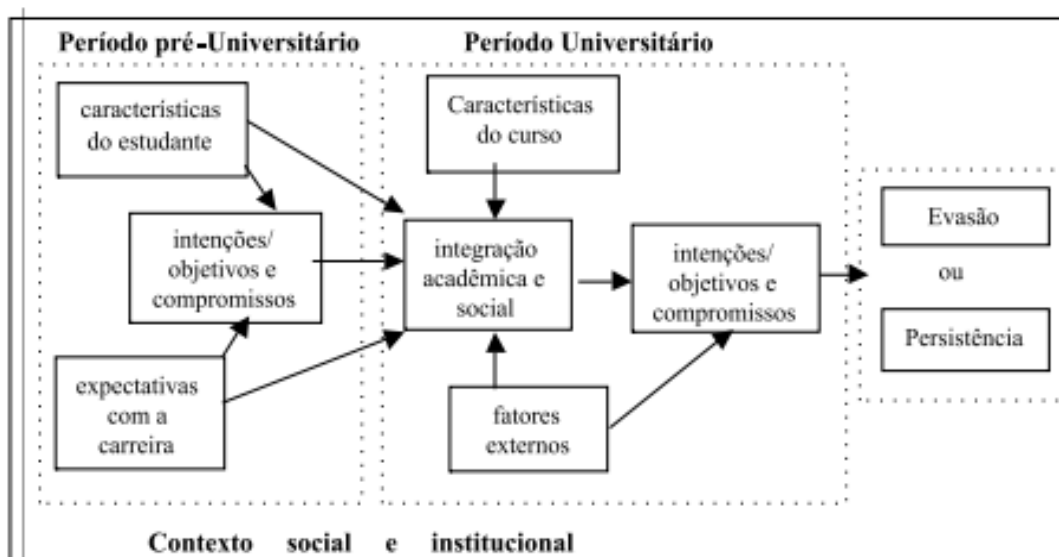 Período pré-Universitário
Período Universitário
características
do estudante
Características
do curso
intenções/
objetivos e
compromissos
integração
acadêmica e
social
intenções/
objetivos e
compromissos
Evasão
ou
Persistência
expectativas
com a
carreira
fatores
externos
Contexto social e institucional